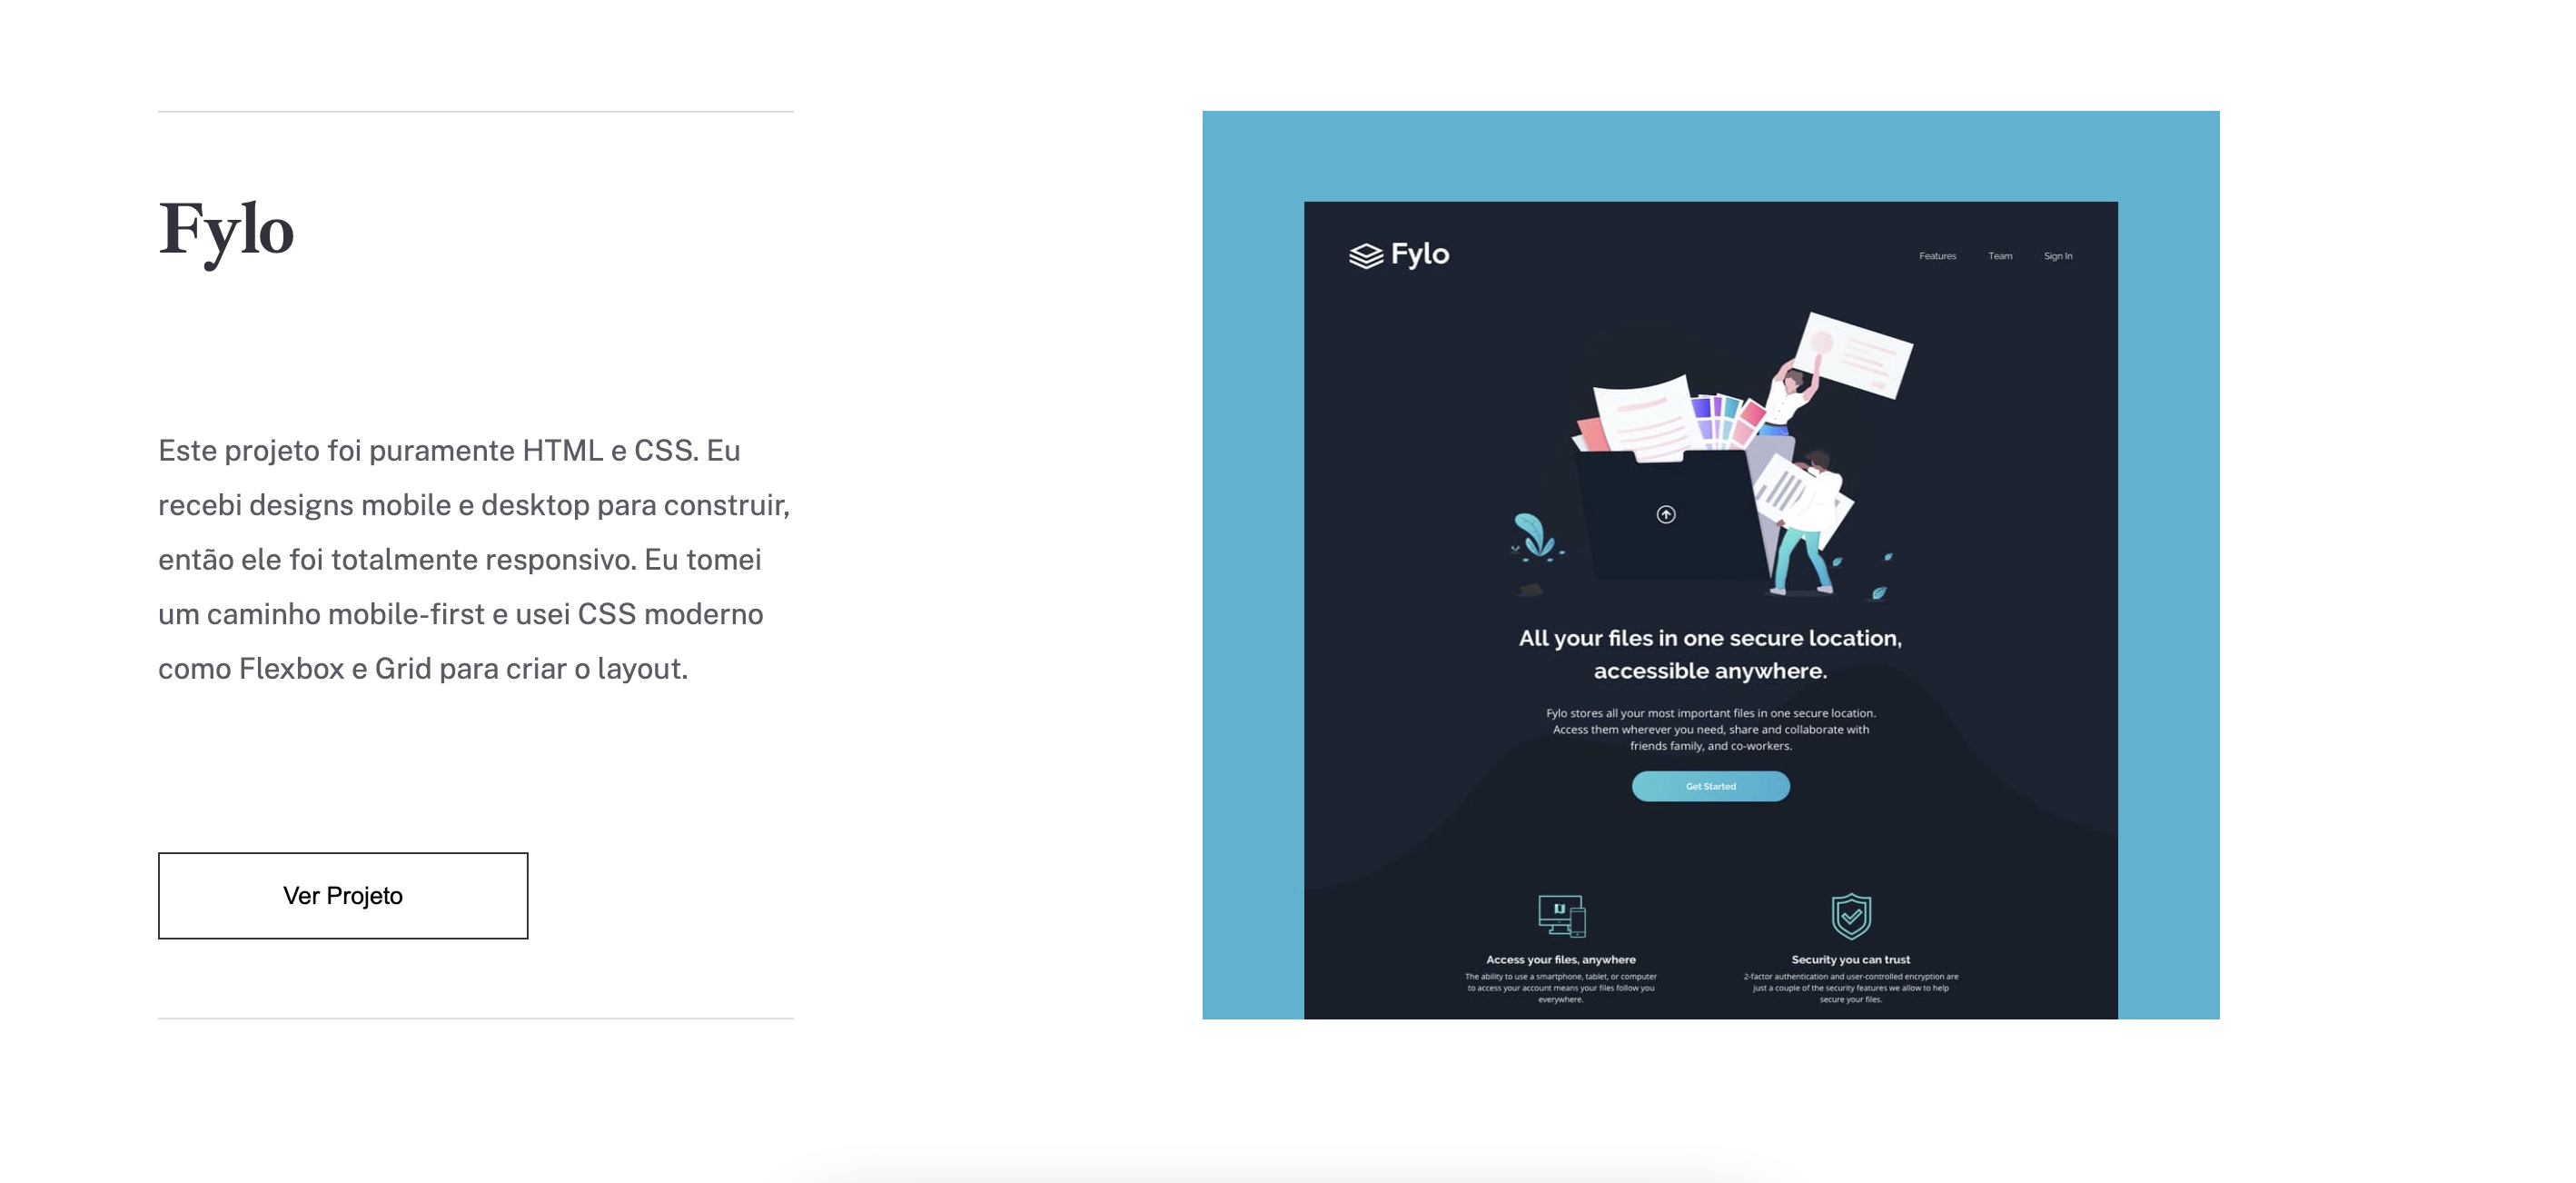 Fylo
Este projeto foi puramente HTML e CSS. Eu
recebi designs mobile e desktop para construir,
então ele foi totalmente responsivo. Eu tomei
um caminho mobile-first e usei CSS moderno
como Flexbox e Grid para criar o layout.
Ver Projeto
Fylo
Features
Team
Sign In
All your files in one secure location,
accessible anywhere.
Fylo stores all your most important files in one secure location.
Access them wherever you need, share and collaborate with
friends family, and co-workers.
Get Started
Access your files, anywhere
The ability to use a smartphone, tablet, or computer
to access your account means your files follow you
everywhere.
Security you can trust
2-factor authentication and user-controlled encryption are
just a couple of the security features we allow to help
secure your files.